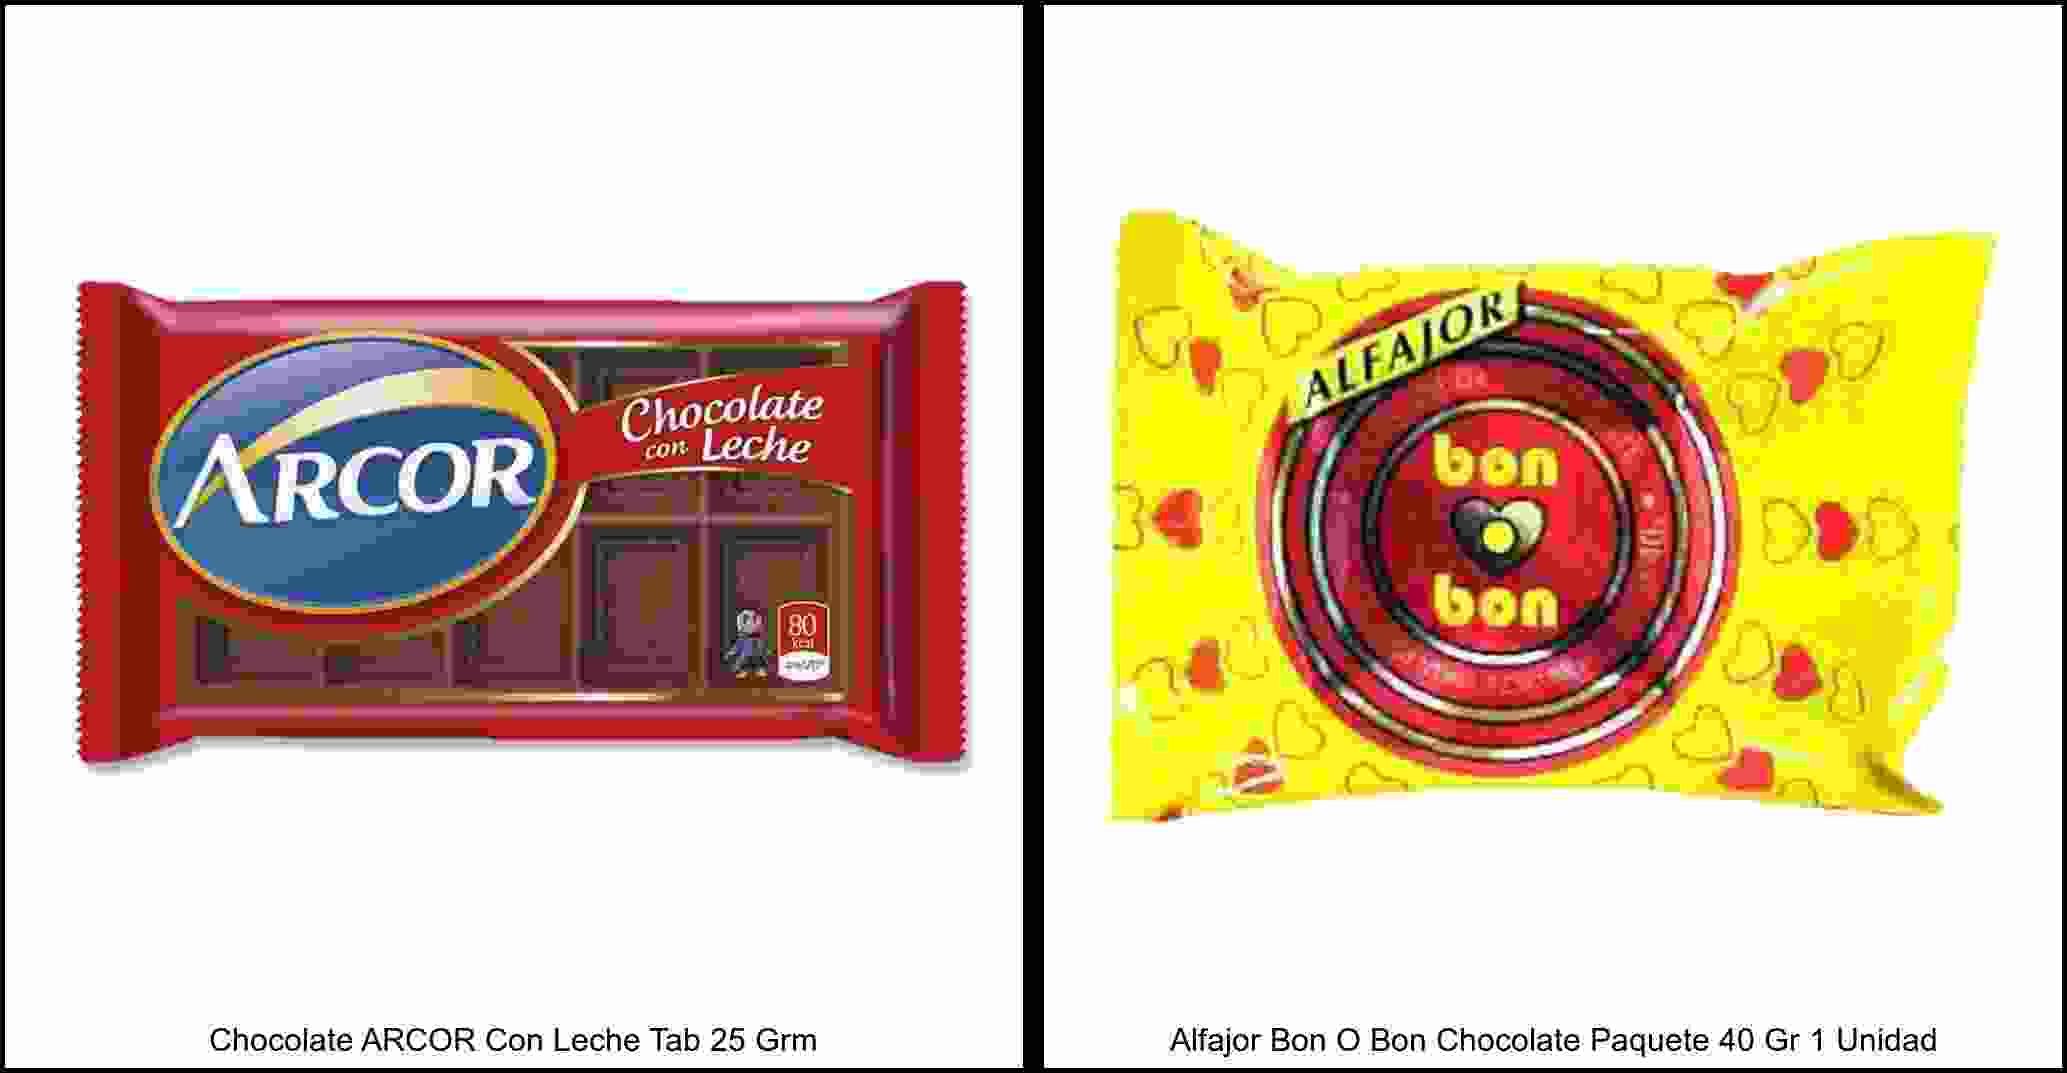 ARCOR
Chocolate
con Leche
80
kcal
Chocolate ARCOR Con Leche Tab 25 Grm
ALFAJOR
bon
bon
Alfajor Bon O Bon Chocolate Paquete 40 Gr 1 Unidad